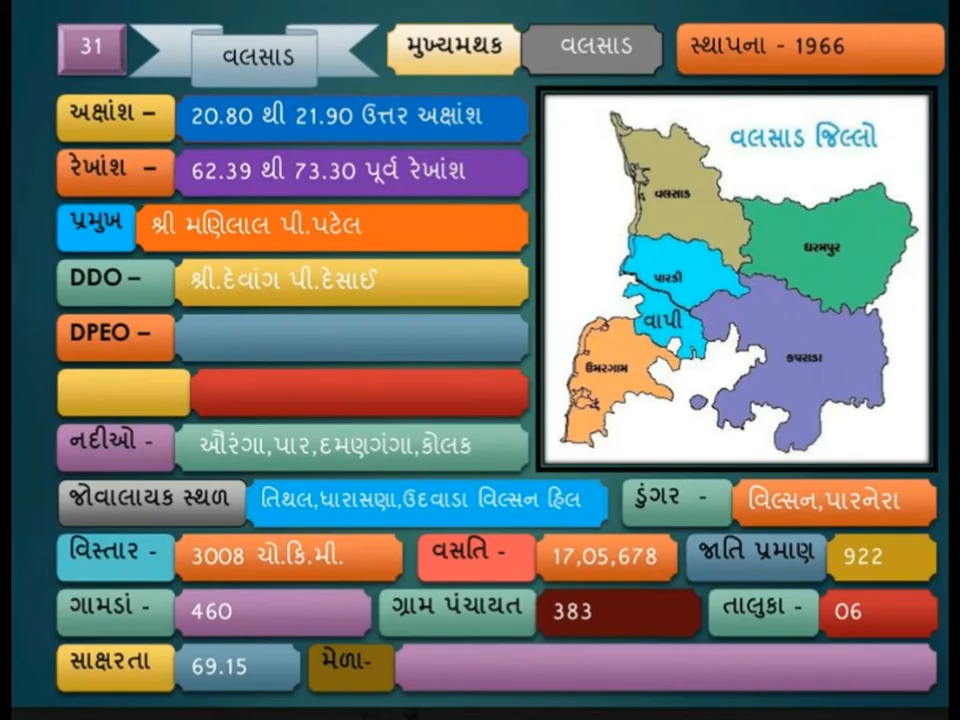 31
વલસાડ
મુખ્યમથક
વલસાડ
સ્થાપના - 1966
અક્ષાંશ –
20.80 થી 21.90 ઉત્તર અક્ષાંશ
રેખાંશ –
62.39 થી 73.30 પૂર્વ રેખાંશ
પ્રમુખ
શ્રી મણિલાલ પી.પટેલ
DDO –
શ્રી.દેવાંગ પી.દેસાઈ
DPEO –
નદીઓ -
ઔરંગા,પાર,દમણગંગા,કોલક
વલસાડ જિલ્લો
વલસાડ
ધરમપુર
પારડી
વાપી
કપરાડા
ઉમરગામ
જોવાલાયક સ્થળ
તિથલ,ધારાસણા,ઉદવાડા વિલ્સન હિલ
ડુંગર -
વિલ્સન,પારનેરા
વિસ્તાર -
3008 ચો.કિ.મી.
વસતિ -
17,05,678
જાતિ પ્રમાણ
922
ગામડાં -
460
ગ્રામ પંચાયત
383
તાલુકા -
06
સાક્ષરતા
69.15
મેળા-